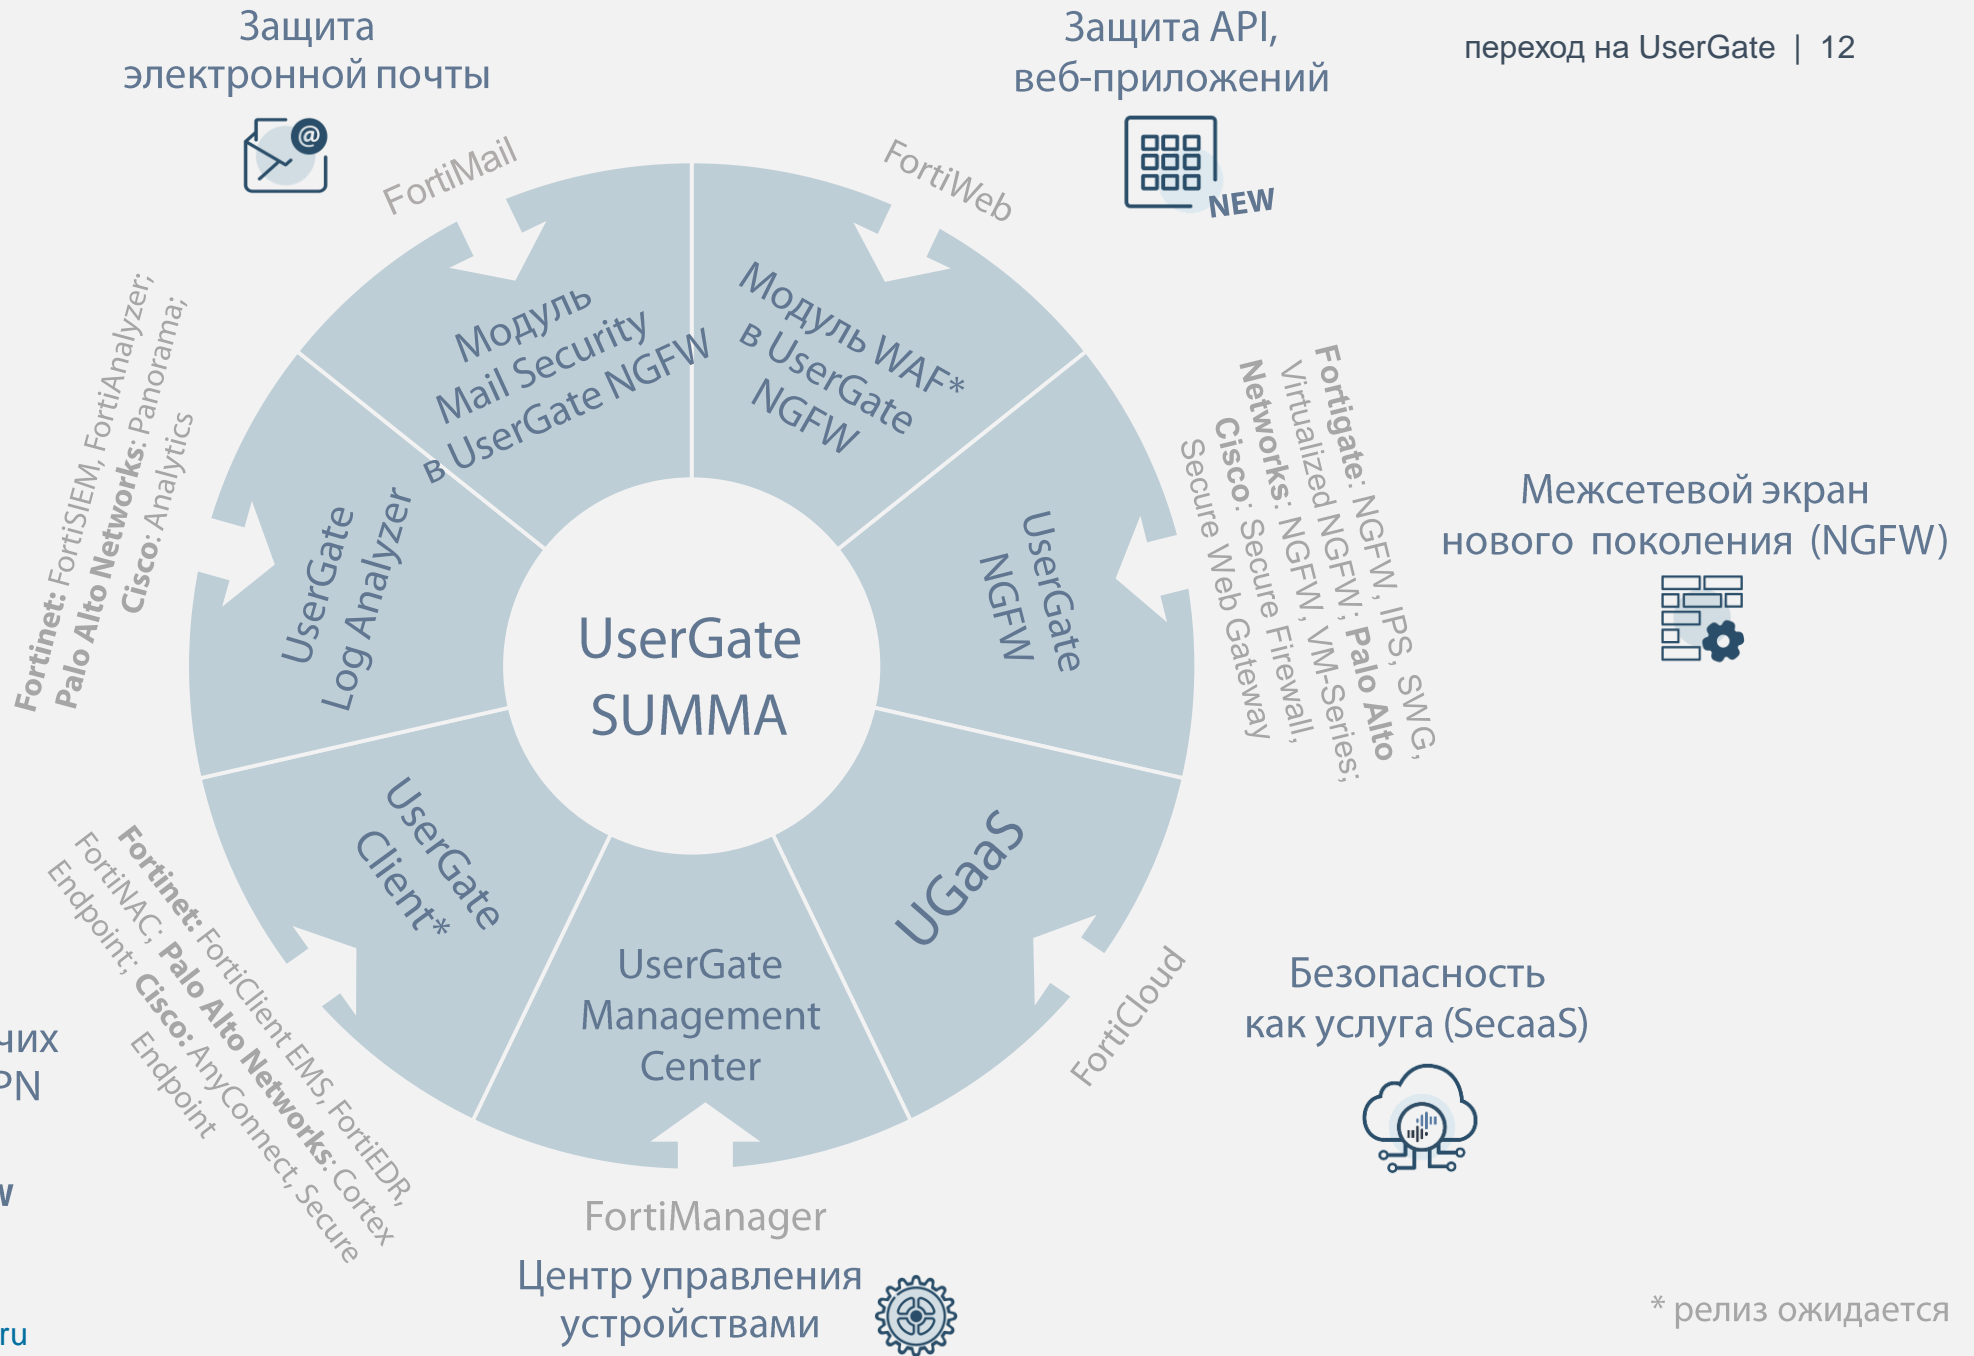 Защита
электронной почты
Защита API,
веб-приложений
NEW
переход на UserGate | 12
FortiMail
FortiWeb
Модуль
Mail Security
в UserGate NGFW
Модуль WAF*
в UserGate
NGFW
Fortinet: FortiSIEM, FortiAnalyzer;
Palo Alto Networks: Panorama;
Cisco: Analytics
UserGate
Log Analyzer
UserGate
NGFW
Fortigate: NGFW, IPS, SWG,
Virtualized NGFW; Palo Alto
Networks: NGFW, VM-Series;
Cisco: Secure Firewall,
Secure Web Gateway
Межсетевой экран
нового поколения (NGFW)
UserGate
SUMMA
UserGate
Client*
UGaaS
UserGate
Management
Center
Fortinet: FortiClient EMS, FortiEDR,
FortiNAC; Palo Alto Networks: Cortex
Endpoint; Cisco: AnyConnect, Secure
Endpoint
FortiCloud
Безопасность
как услуга (SecaaS)
чих
PN
FortiManager
Центр управления
устройствами
ru
* релиз ожидается